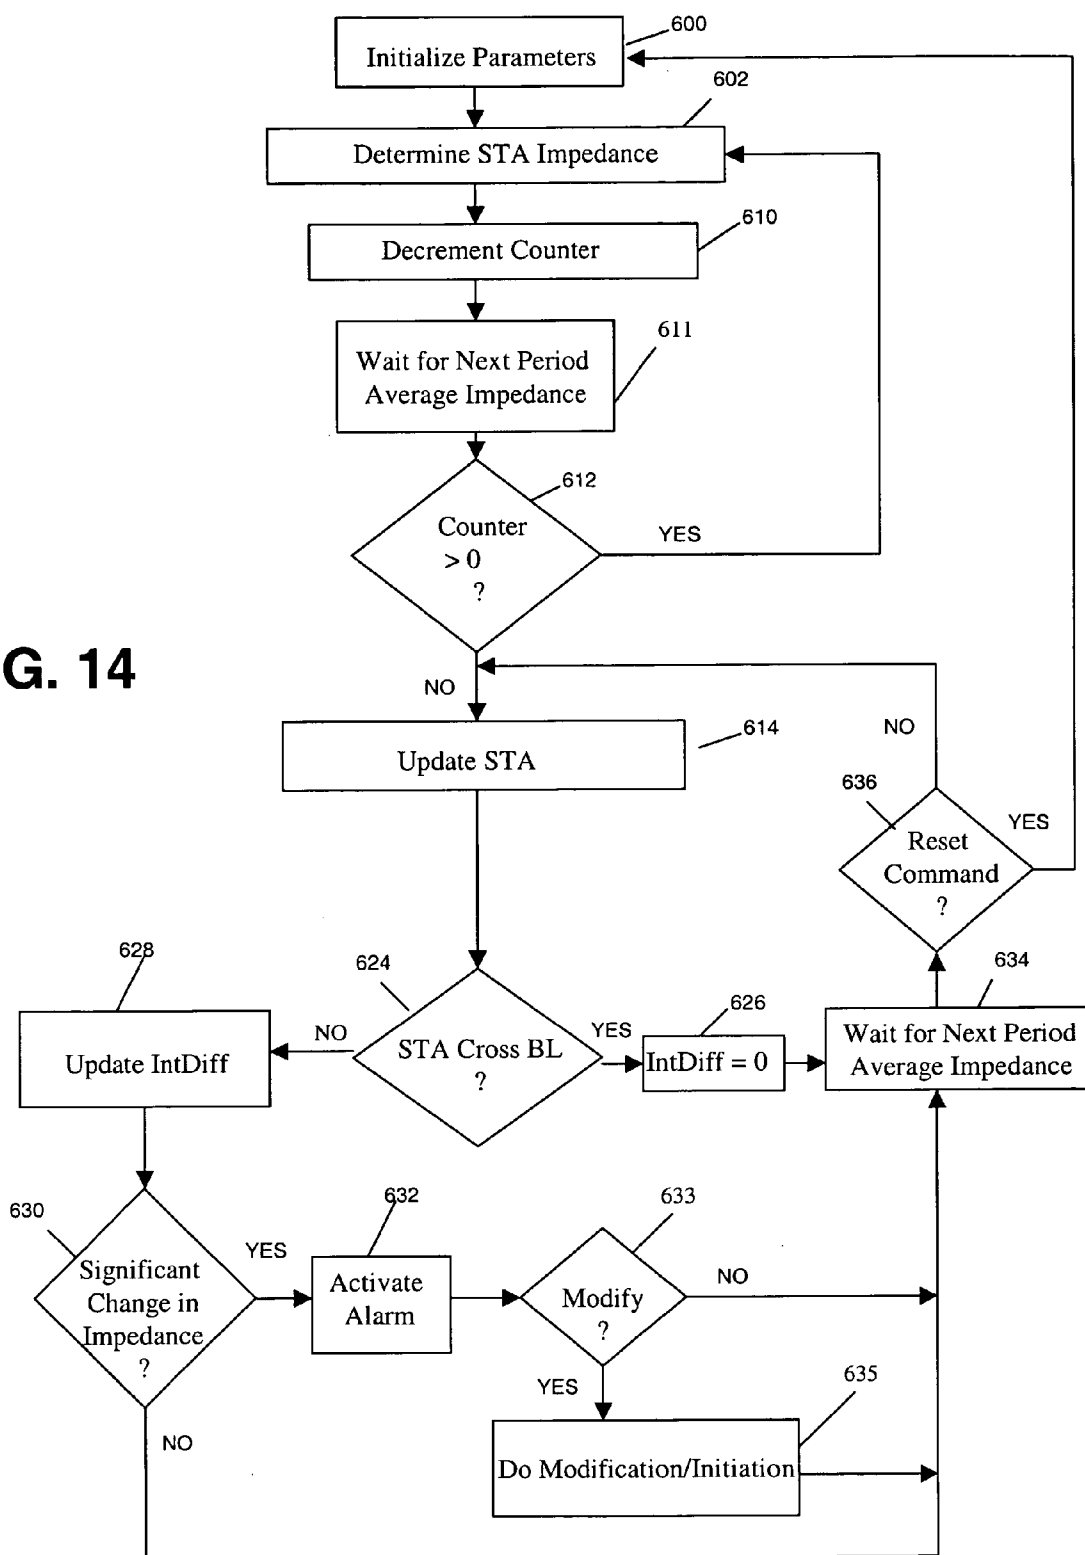 600
Initialize Parameters
602
Determine STA Impedance
610
Decrement Counter
611
Wait for Next Period
Average Impedance
612
Counter
> 0
?
YES
G. 14
NO
614
Update STA
NO
636
YES
Reset
Command
?
628
624
634
626
NO
YES
Update IntDiff
STA Cross BL
?
IntDiff = 0
Wait for Next Period
Average Impedance
630
632
633
YES
Significant
Change in
Impedance
?
Activate
Alarm
Modify
?
NO
YES
635
NO
Do Modification/Initiation